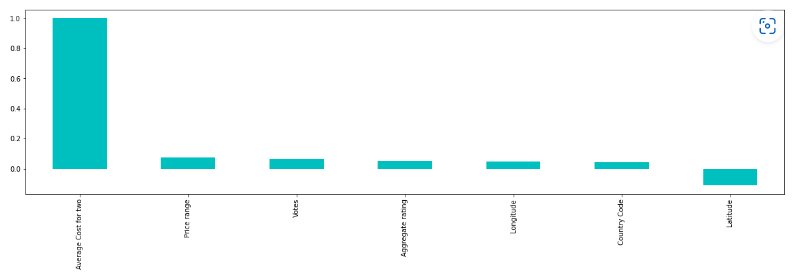 1.0
0.8
0.6
0.4
0.2
0.0
Average Cost for two
Price range
Votes
Aggregate rating
Longitude
Country Code
Latitude